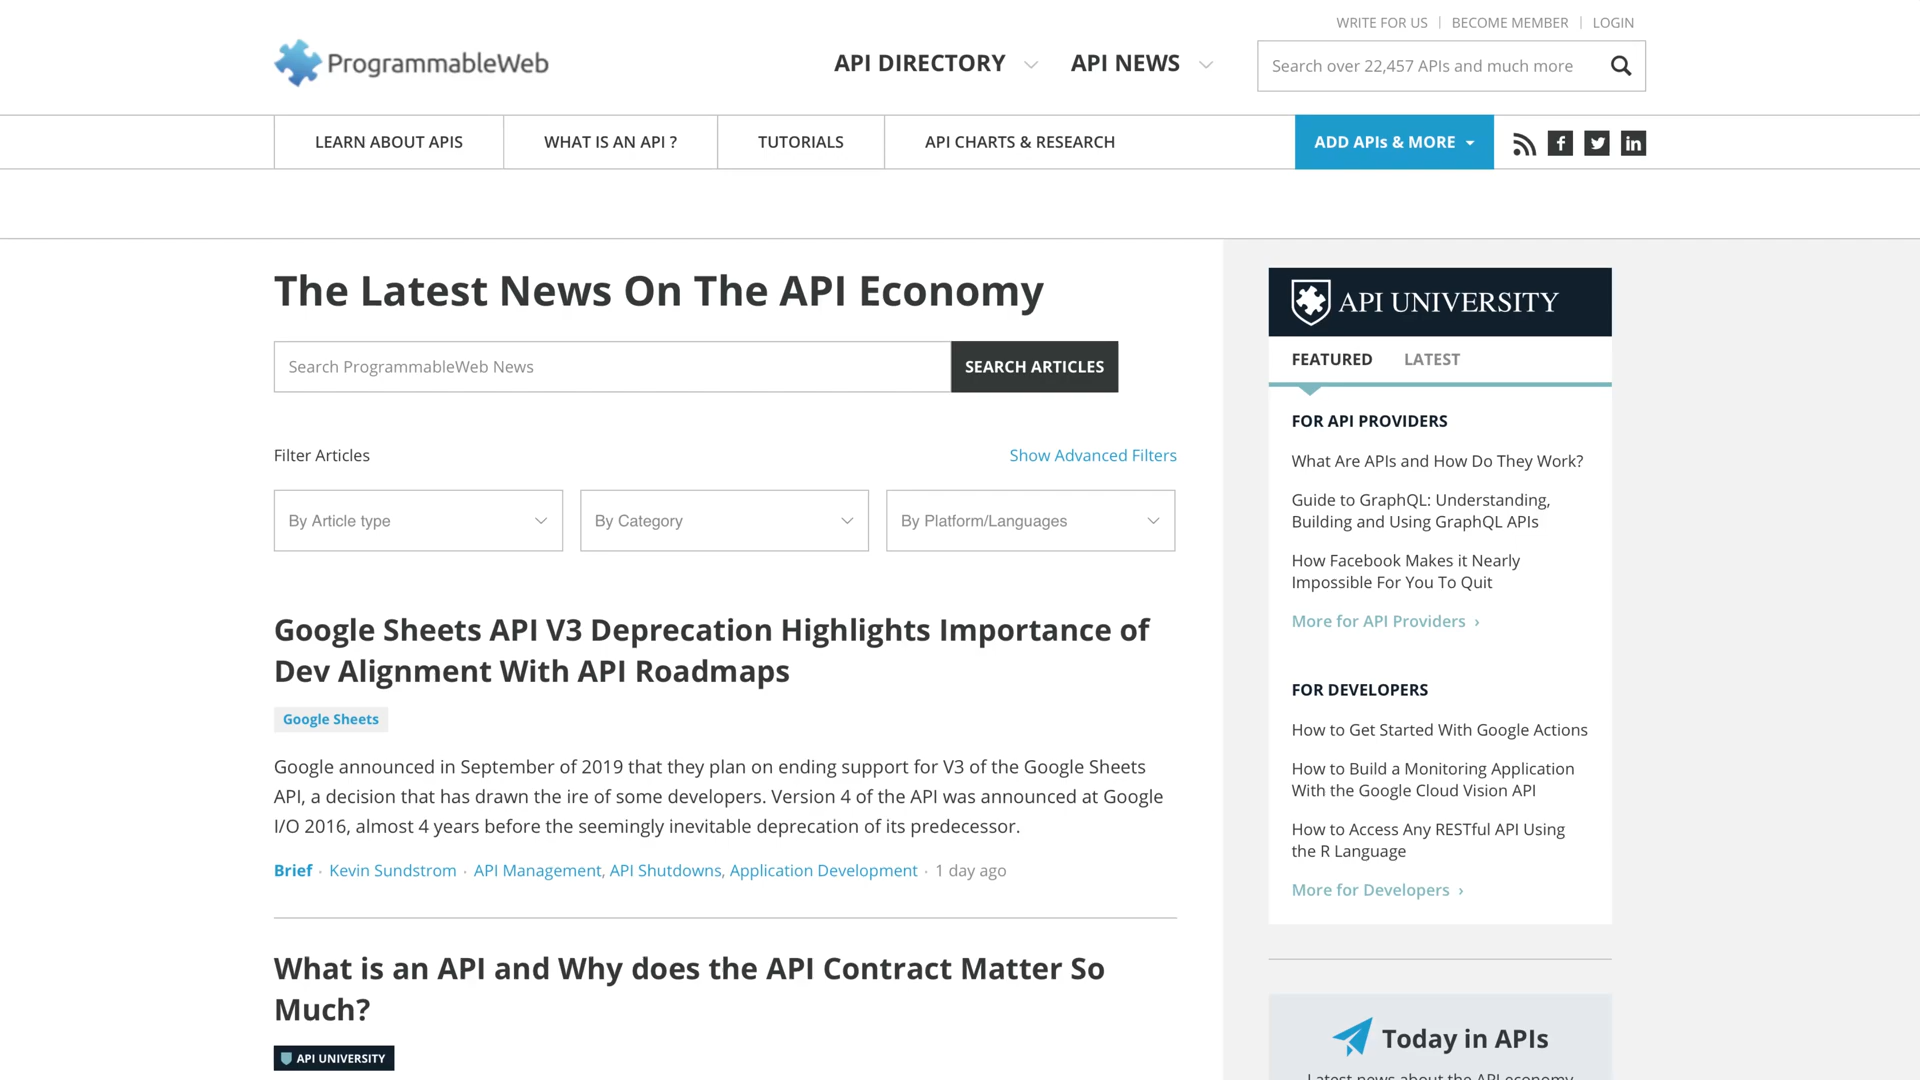 WRITE FOR US
BECOME MEMBER
LOGIN
ProgrammableWeb
API DIRECTORY
API NEWS
Search over 22,457 APIs and much more
LEARN ABOUT APIS
WHAT IS AN API ?
TUTORIALS
API CHARTS & RESEARCH
ADD APIs & MORE
The Latest News On The API Economy
Search ProgrammableWeb News
SEARCH ARTICLES
Filter Articles
Show Advanced Filters
By Article type
By Category
By Platform/Languages
Google Sheets API V3 Deprecation Highlights Importance of
Dev Alignment With API Roadmaps
Google Sheets
Google announced in September of 2019 that they plan on ending support for V3 of the Google Sheets
API, a decision that has drawn the ire of some developers. Version 4 of the API was announced at Google
I/O 2016, almost 4 years before the seemingly inevitable deprecation of its predecessor.
Brief · Kevin Sundstrom · API Management, API Shutdowns, Application Development · 1 day ago
What is an API and Why does the API Contract Matter So
Much?
API UNIVERSITY
API UNIVERSITY
FEATURED
LATEST
FOR API PROVIDERS
What Are APIs and How Do They Work?
Guide to GraphQL: Understanding,
Building and Using GraphQL APIs
How Facebook Makes it Nearly
Impossible For You To Quit
More for API Providers ›
FOR DEVELOPERS
How to Get Started With Google Actions
How to Build a Monitoring Application
With the Google Cloud Vision API
How to Access Any RESTful API Using
the R Language
More for Developers ›
Today in APIs
Latest news about the API economy